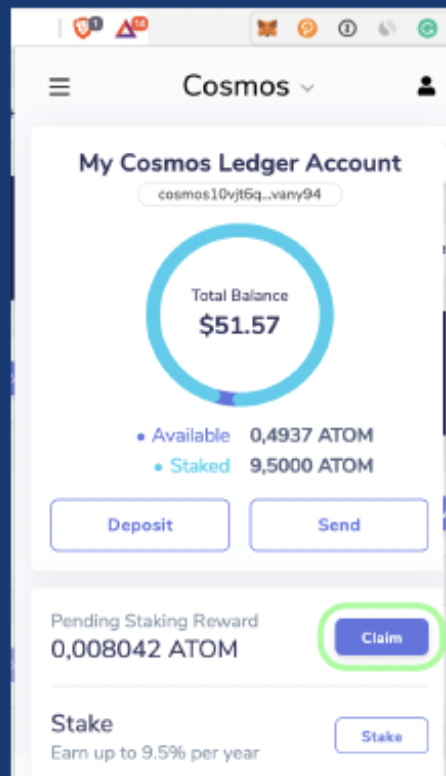 Cosmos
My Cosmos Ledger Account
cosmos10vjt6q...vany94
Total Balance
$51.57
Available 0,4937 ATOM
Staked 9,5000 ATOM
Deposit Send
Pending Staking Reward
0,008042 ATOM
Claim
Stake
Earn up to 9.5% per year
Stake